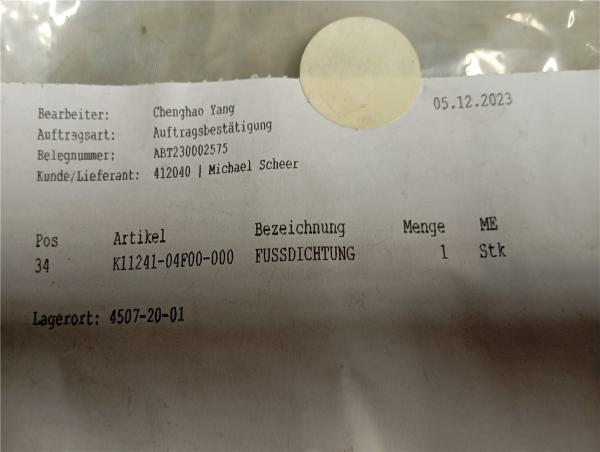 Bearbeiter: Chenghao Yang 05.12.2023
Auftragsart: Auftragsbestätigung
Belegnummer: ABT230002575
Kunde/Lieferant: 412040 | Michael Scheer
Pos Artikel Bezeichnung Menge ME
34 K11241-04F00-000 FUSSDICHTUNG 1 Stk
Lagerort: 4507-20-01